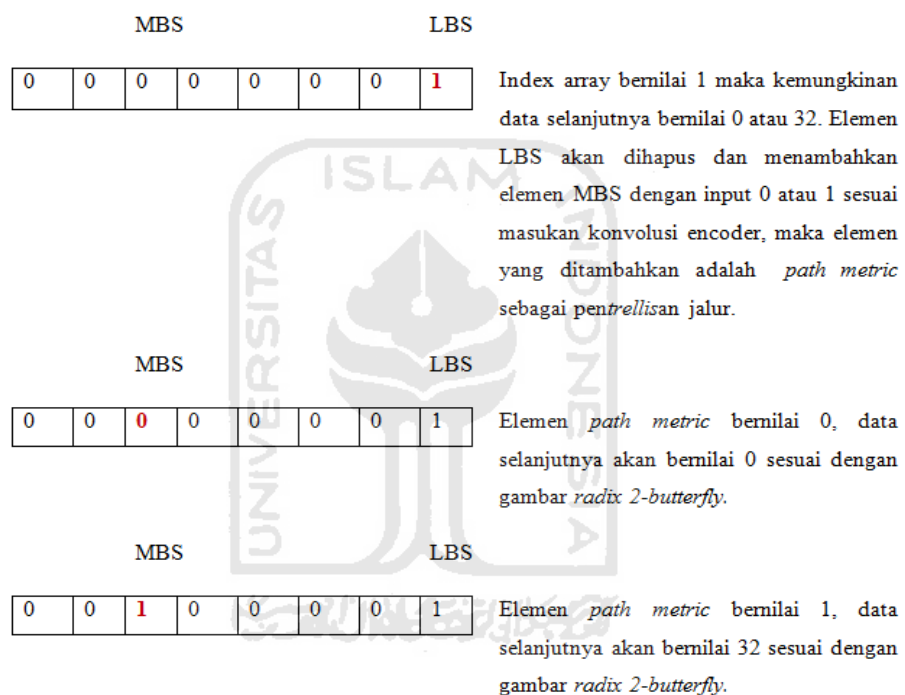 MBS LBS
0 0 0 0 0 0 0 1
Index array bernilai 1 maka kemungkinan
data selanjutnya bernilai 0 atau 32. Elemen
LBS akan dihapus dan menambahkan
elemen MBS dengan input 0 atau 1 sesuai
masukan konvolusi encoder, maka elemen
yang ditambahkan adalah path metric
sebagai pentrellisan jalur.
MBS LBS
0 0 0 0 0 0 0 1
Elemen path metric bernilai 0, data
selanjutnya akan bernilai 0 sesuai dengan
gambar radix 2-butterfly.
MBS LBS
0 0 1 0 0 0 0 1
Elemen path metric bernilai 1, data
selanjutnya akan bernilai 32 sesuai dengan
gambar radix 2-butterfly.
UNIVERSITAS
ISLAM
INDONESIA